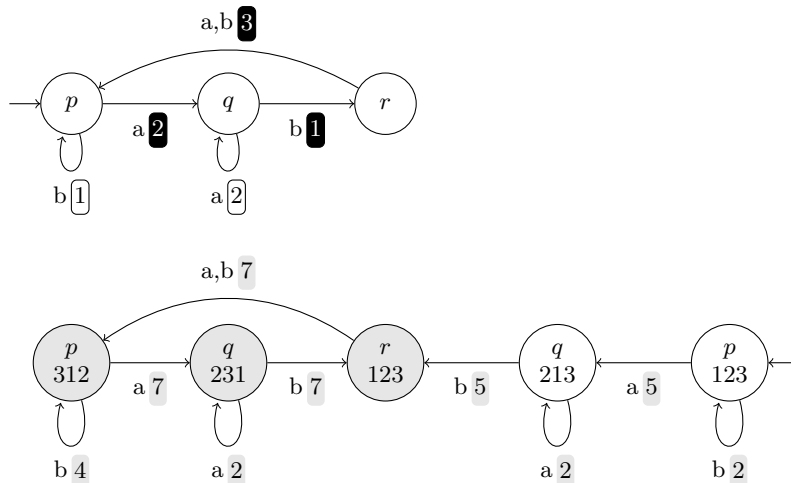 a,b 3
p q r
a 2 b 1
b 1 a 2
a,b 7
p q r q p
312 231 123 213 123
a 7 b 7 b 5 a 5
b 4 a 2 a 2 b 2